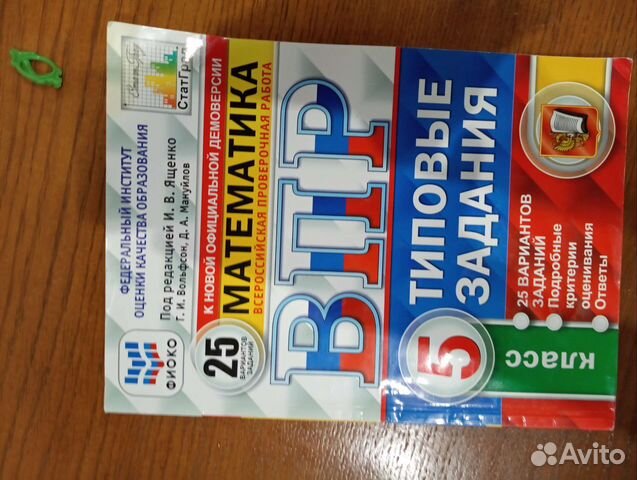 ФИОКО
ФЕДЕРАЛЬНЫЙ ИНСТИТУТ
ОЦЕНКИ КАЧЕСТВА ОБРАЗОВАНИЯ
Под редакцией И. В. Ященко
Г. И. Вольфсон, Д. А. Мануйлов
СтатГрад
К НОВОЙ ОФИЦИАЛЬНОЙ ДЕМОВЕРСИИ
25
ВАРИАНТОВ
ЗАДАНИЙ
МАТЕМАТИКА
ВСЕРОССИЙСКАЯ ПРОВЕРОЧНАЯ РАБОТА
ВПР
ТИПОВЫЕ
ЗАДАНИЯ
5
класс
25 ВАРИАНТОВ
ЗАДАНИЙ
Подробные
критерии
оценивания
Ответы
Avito